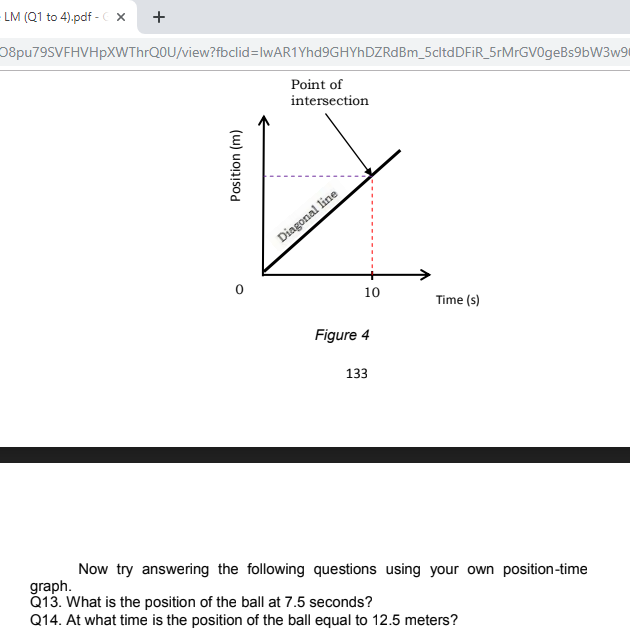 LM (Q1 to 4).pdf -
O8pu79SVFHVHpXWThrQ0U/view?fbclid=IwAR1Yhd9GHYhDZRdBm_5cltdDFiR_5rMrGV0geBs9bW3w9
Point of
intersection
Position (m)
Diagonal line
0
10
Time (s)
Figure 4
133
Now try answering the following questions using your own position-time
graph.
Q13. What is the position of the ball at 7.5 seconds?
Q14. At what time is the position of the ball equal to 12.5 meters?